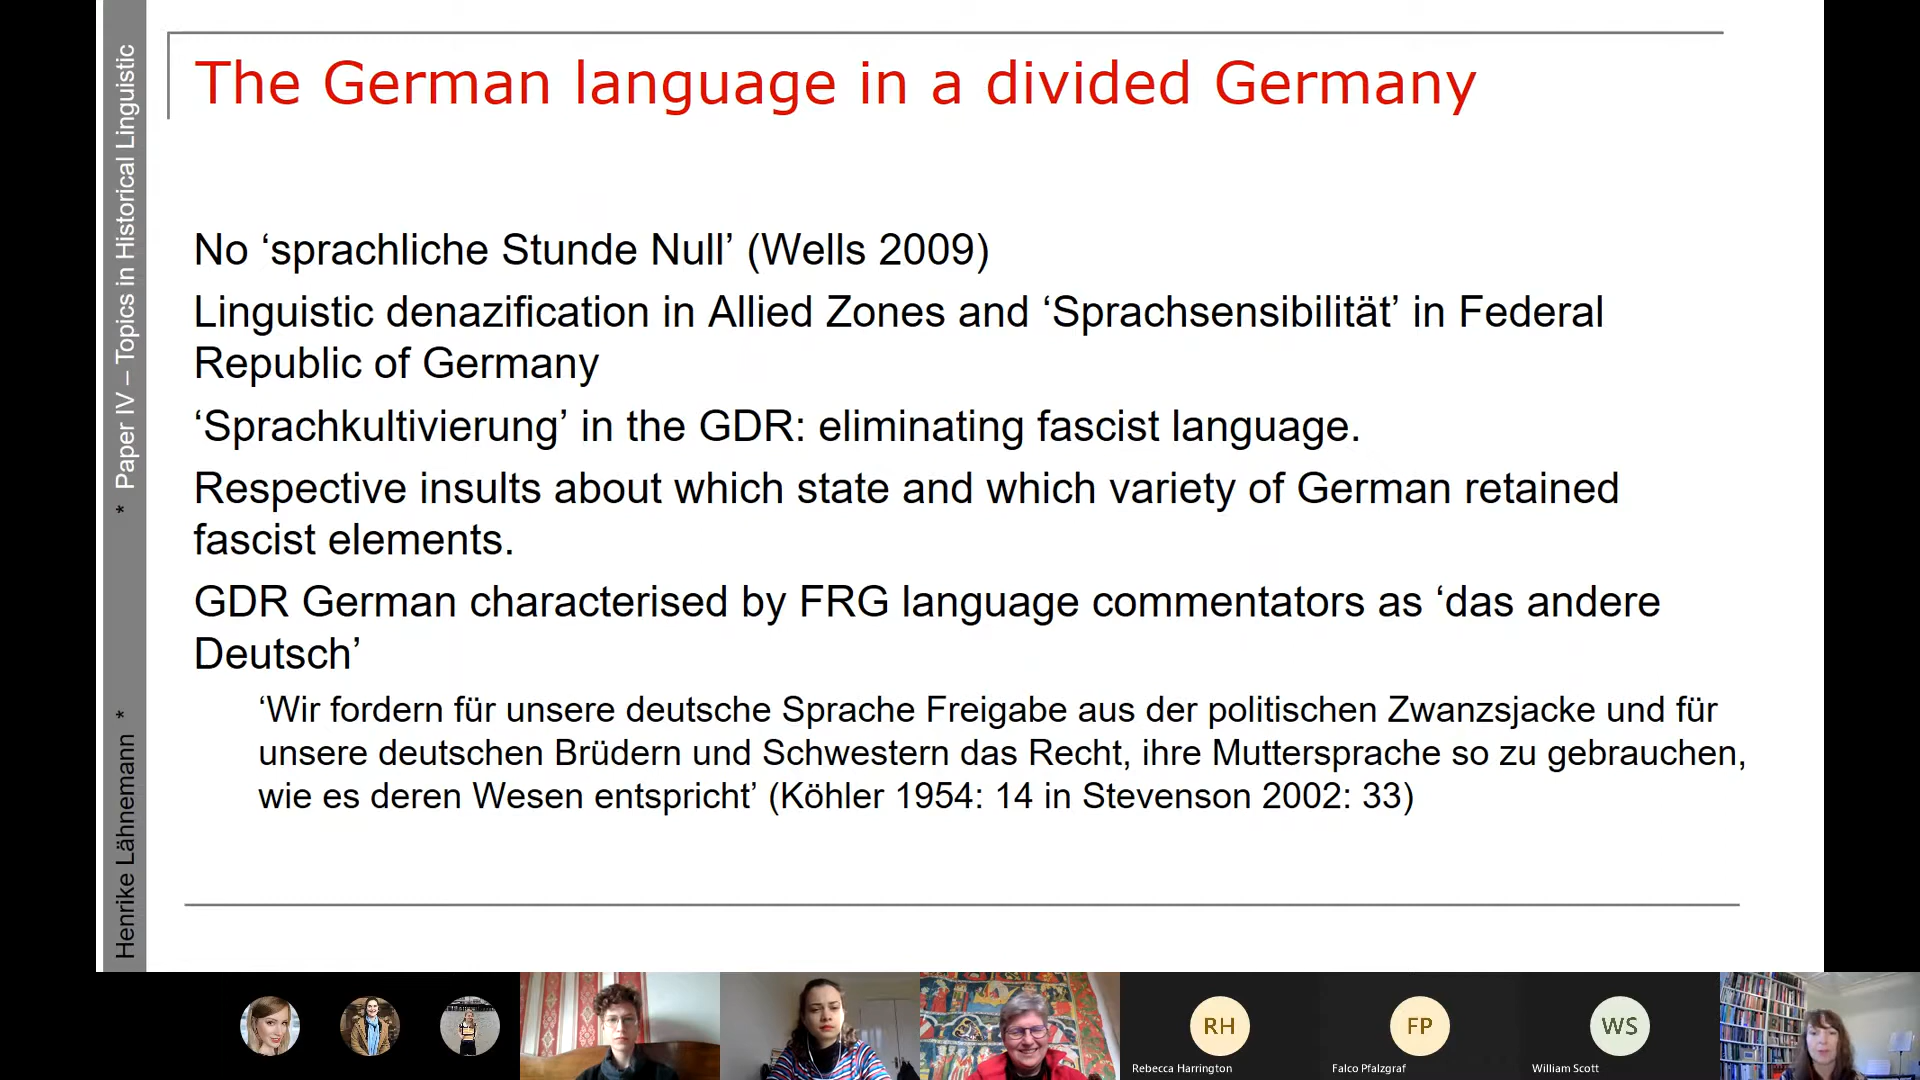 The German language in a divided Germany
No ‘sprachliche Stunde Null’ (Wells 2009)
Linguistic denazification in Allied Zones and ‘Sprachsensibilität’ in Federal
Republic of Germany
‘Sprachkultivierung’ in the GDR: eliminating fascist language.
Respective insults about which state and which variety of German retained
fascist elements.
GDR German characterised by FRG language commentators as ‘das andere
Deutsch’
‘Wir fordern für unsere deutsche Sprache Freigabe aus der politischen Zwanzsjacke und für
unsere deutschen Brüdern und Schwestern das Recht, ihre Muttersprache so zu gebrauchen,
wie es deren Wesen entspricht’ (Köhler 1954: 14 in Stevenson 2002: 33)
Henrike Lähnemann * * Paper IV – Topics in Historical Linguistic
RH
Rebecca Harrington
FP
Falco Pfalzgraf
WS
William Scott